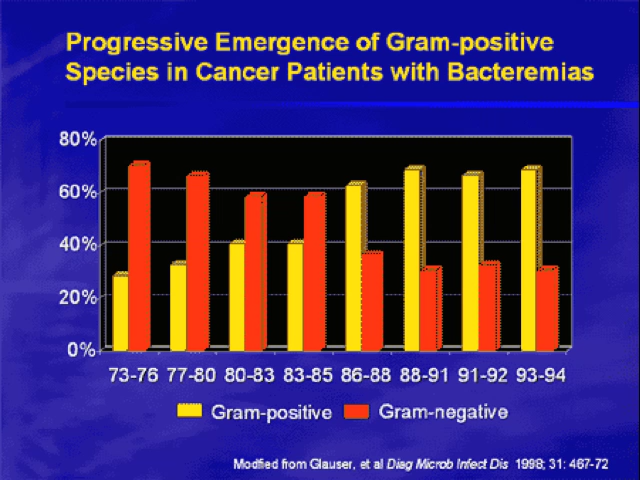 Progressive Emergence of Gram-positive
Species in Cancer Patients with Bacteremias
80%
60%
40%
20%
0%
73-76 77-80 80-83 83-85 86-88 88-91 91-92 93-94
Gram-positive Gram-negative
Modfied from Glauser, et al Diag Microb Infect Dis 1998; 31: 467-72